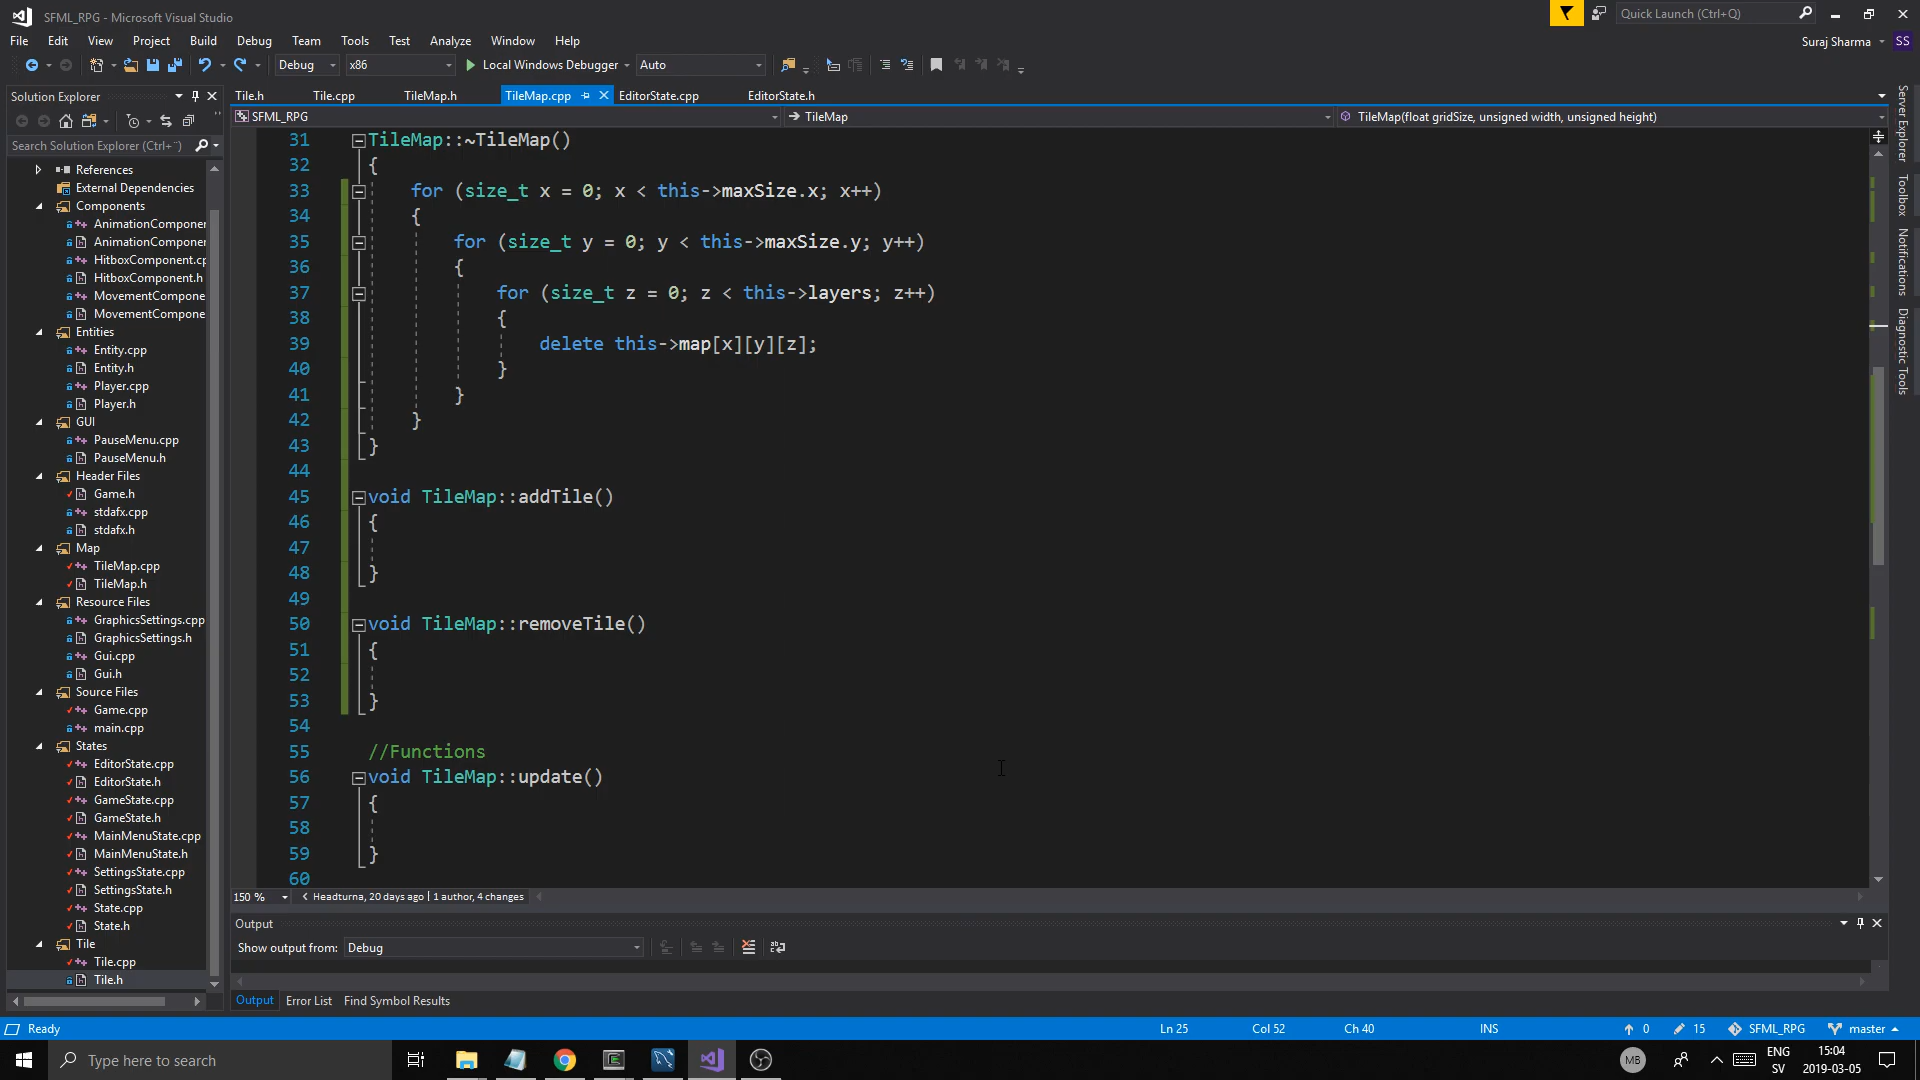 SFML_RPG - Microsoft Visual Studio
Quick Launch (Ctrl+Q)
File Edit View Project Build Debug Team Tools Test Analyze Window Help
Suraj Sharma SS
Debug x86 Local Windows Debugger Auto
Solution Explorer
Search Solution Explorer (Ctrl+¨)
References
External Dependencies
Components
AnimationComponen
AnimationComponen
HitboxComponent.cp
HitboxComponent.h
MovementCompone
MovementCompone
Entities
Entity.cpp
Entity.h
Player.cpp
Player.h
GUI
PauseMenu.cpp
PauseMenu.h
Header Files
Game.h
stdafx.cpp
stdafx.h
Map
TileMap.cpp
TileMap.h
Resource Files
GraphicsSettings.cpp
GraphicsSettings.h
Gui.cpp
Gui.h
Source Files
Game.cpp
main.cpp
States
EditorState.cpp
EditorState.h
GameState.cpp
GameState.h
MainMenuState.cpp
MainMenuState.h
SettingsState.cpp
SettingsState.h
State.cpp
State.h
Tile
Tile.cpp
Tile.h
Tile.h Tile.cpp TileMap.h TileMap.cpp EditorState.cpp EditorState.h
SFML_RPG TileMap TileMap(float gridSize, unsigned width, unsigned height)
31 TileMap::~TileMap()
32 {
33 for (size_t x = 0; x < this->maxSize.x; x++)
34 {
35 for (size_t y = 0; y < this->maxSize.y; y++)
36 {
37 for (size_t z = 0; z < this->layers; z++)
38 {
39 delete this->map[x][y][z];
40 }
41 }
42 }
43 }
44
45 void TileMap::addTile()
46 {
47
48 }
49
50 void TileMap::removeTile()
51 {
52
53 }
54
55 //Functions
56 void TileMap::update()
57 {
58
59 }
60
150 % Headturna, 20 days ago | 1 author, 4 changes
Output
Show output from: Debug
Output Error List Find Symbol Results
Server Explorer
Toolbox
Notifications
Diagnostic Tools
Ready Ln 25 Col 52 Ch 40 INS 0 15 SFML_RPG master
Type here to search
MB
ENG
SV
15:04
2019-03-05